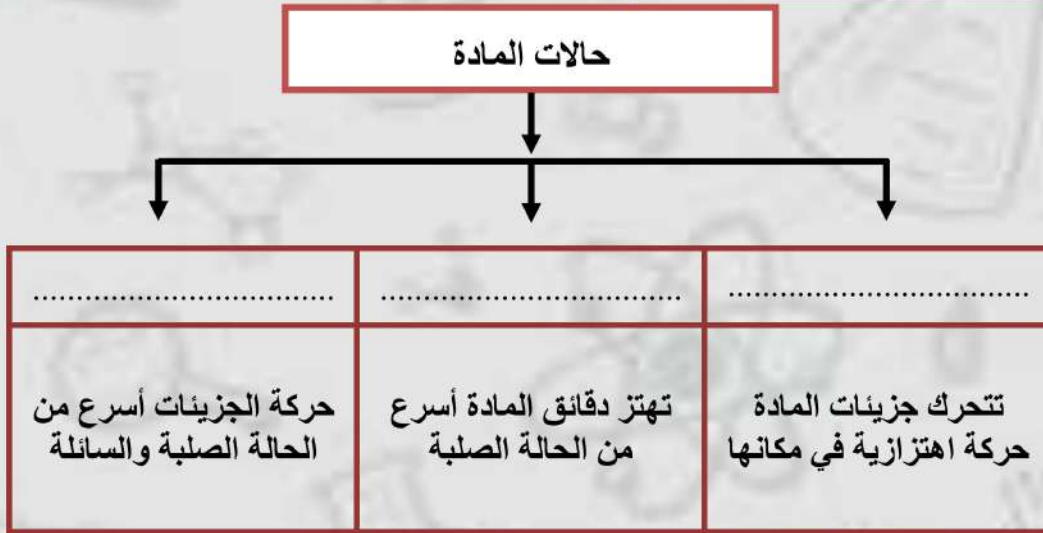 حالات المادة
.................................. .................................. ..................................
تتحرك جزيئات المادة
حركة اهتزازية في مكانها
تهتز دقائق المادة أسرع
من الحالة الصلبة
حركة الجزيئات أسرع من
الحالة الصلبة والسائلة